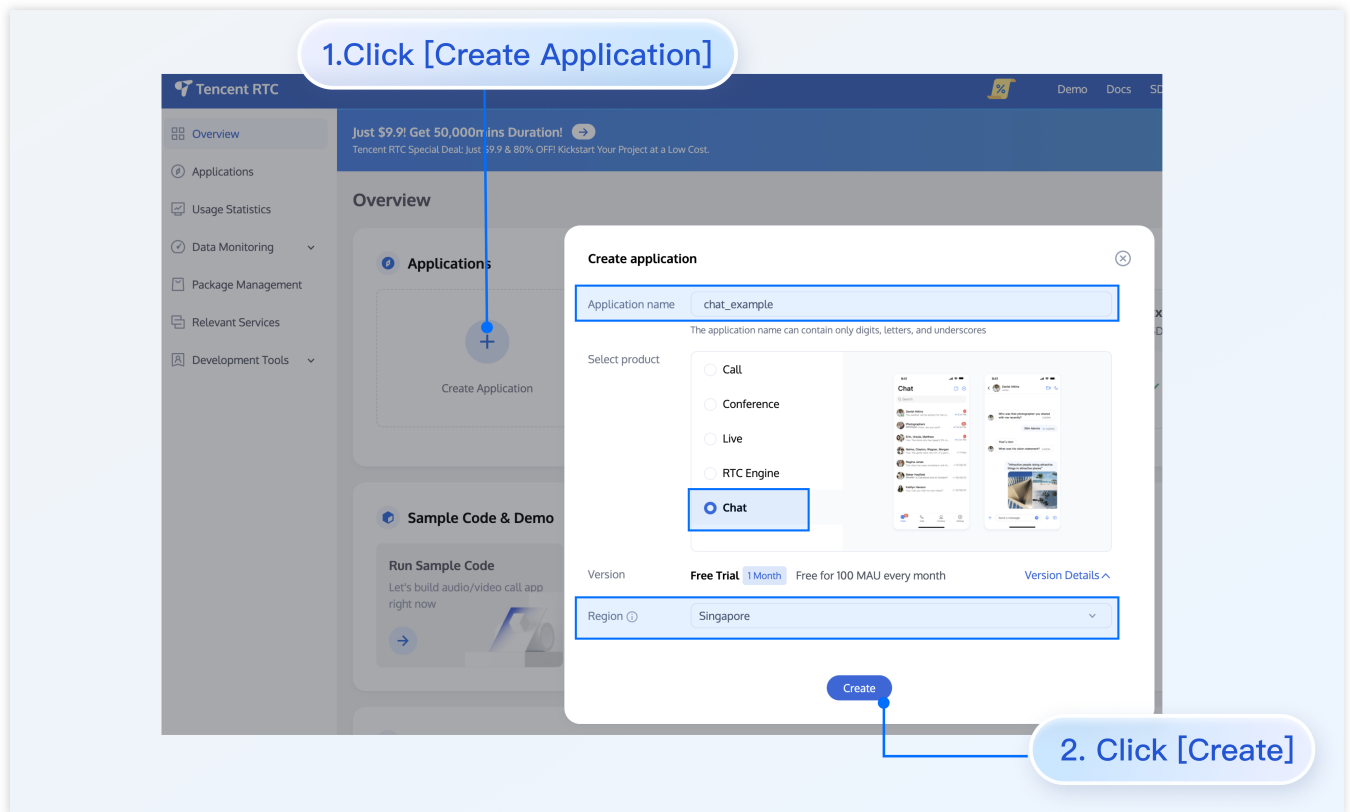 1.Click [Create Application]
Tencent RTC
Demo Docs
Overview
Applications
Usage Statistics
Data Monitoring
Package Management
Relevant Services
Development Tools
Just $9.9! Get 50,000mins Duration!
Tencent RTC Special Deal: Just $9.9 & 80% OFF! Kickstart Your Project at a Low Cost.
Overview
Applications
Create Application
Sample Code & Demo
Run Sample Code
Let's build audio/video call app
right now
Create application
Application name chat_example
The application name can contain only digits, letters, and underscores
Select product
Call
Conference
Live
RTC Engine
Chat
Chat
Version Free Trial 1 Month Free for 100 MAU every month Version Details
Region Singapore
Create
2. Click [Create]